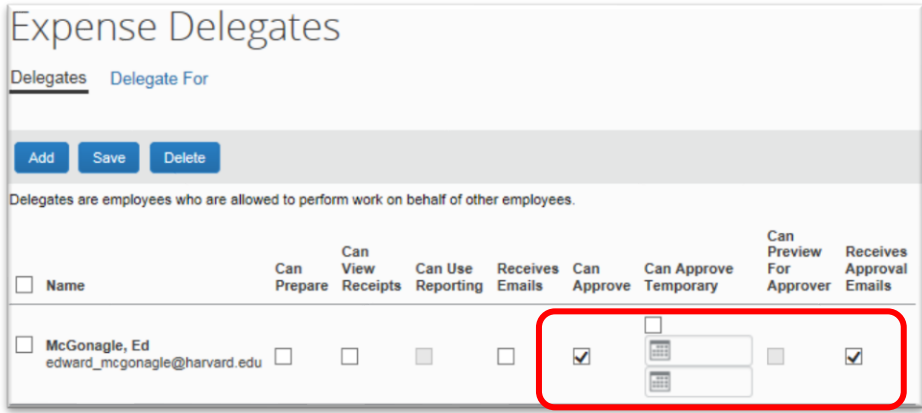 Expense Delegates
Delegates Delegate For
Add Save Delete
Delegates are employees who are allowed to perform work on behalf of other employees.
Name Can Prepare Can View Receipts Can Use Reporting Receives Emails Can Approve Can Approve Temporary Can Preview For Approver Receives Approval Emails
McGonagle, Ed
edward_mcgonagle@harvard.edu